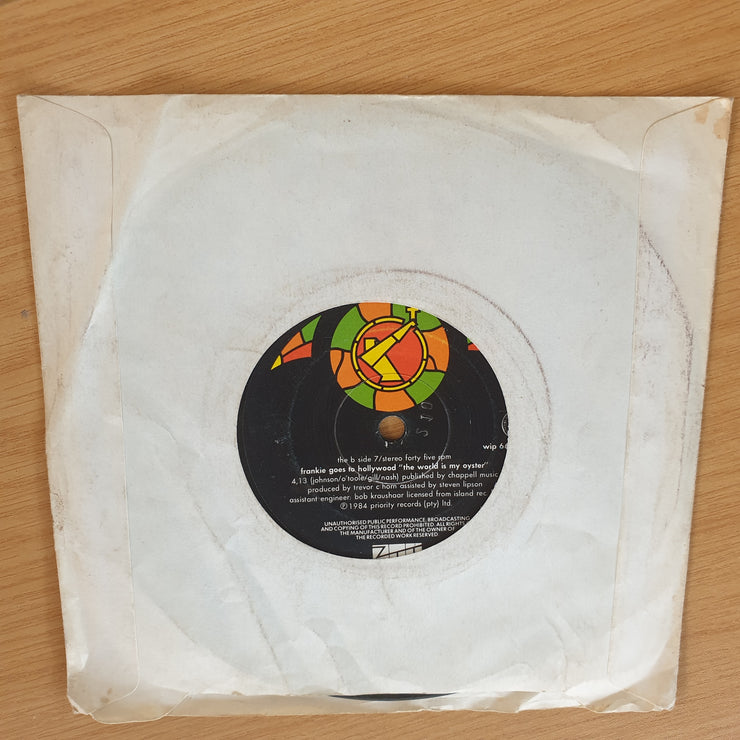 the b side 7/stereo forty five rpm
wip 6
frankie goes to hollywood "the world is my oyster"
4,13 (johnson/o'toole/gill/nash) published by chappell music
produced by trevor c horn assisted by steven lipson
assistant engineer: bob kraushaar licensed from island rec.
℗ 1984 priority records (pty) ltd.
UNAUTHORISED PUBLIC PERFORMANCE, BROADCASTING
AND COPYING OF THIS RECORD PROHIBITED. ALL RIGHTS
THE MANUFACTURER AND OF THE OWNER OF
THE RECORDED WORK RESERVED